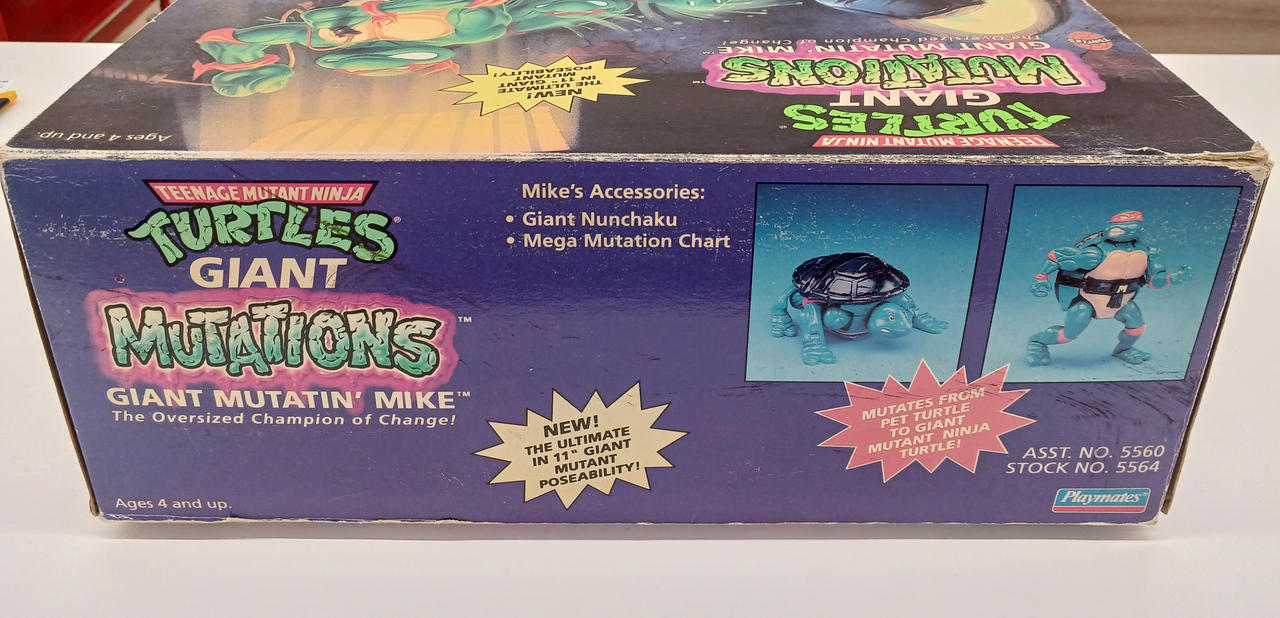 Ages 4 and up.
NEW!
THE ULTIMATE
IN 11" GIANT
MUTANT
POSEABILITY!
TEENAGE MUTANT NINJA
TURTLES®
GIANT
MUTATIONS™
GIANT MUTATIN' MIKE™
The Oversized Champion of Change!
TEENAGE MUTANT NINJA
TURTLES®
GIANT
MUTATIONS™
GIANT MUTATIN' MIKE™
The Oversized Champion of Change!
Ages 4 and up.
Mike's Accessories:
• Giant Nunchaku
• Mega Mutation Chart
NEW!
THE ULTIMATE
IN 11" GIANT
MUTANT
POSEABILITY!
M
MUTATES FROM
PET TURTLE
TO GIANT
MUTANT NINJA
TURTLE!
ASST. NO. 5560
STOCK NO. 5564
Playmates®